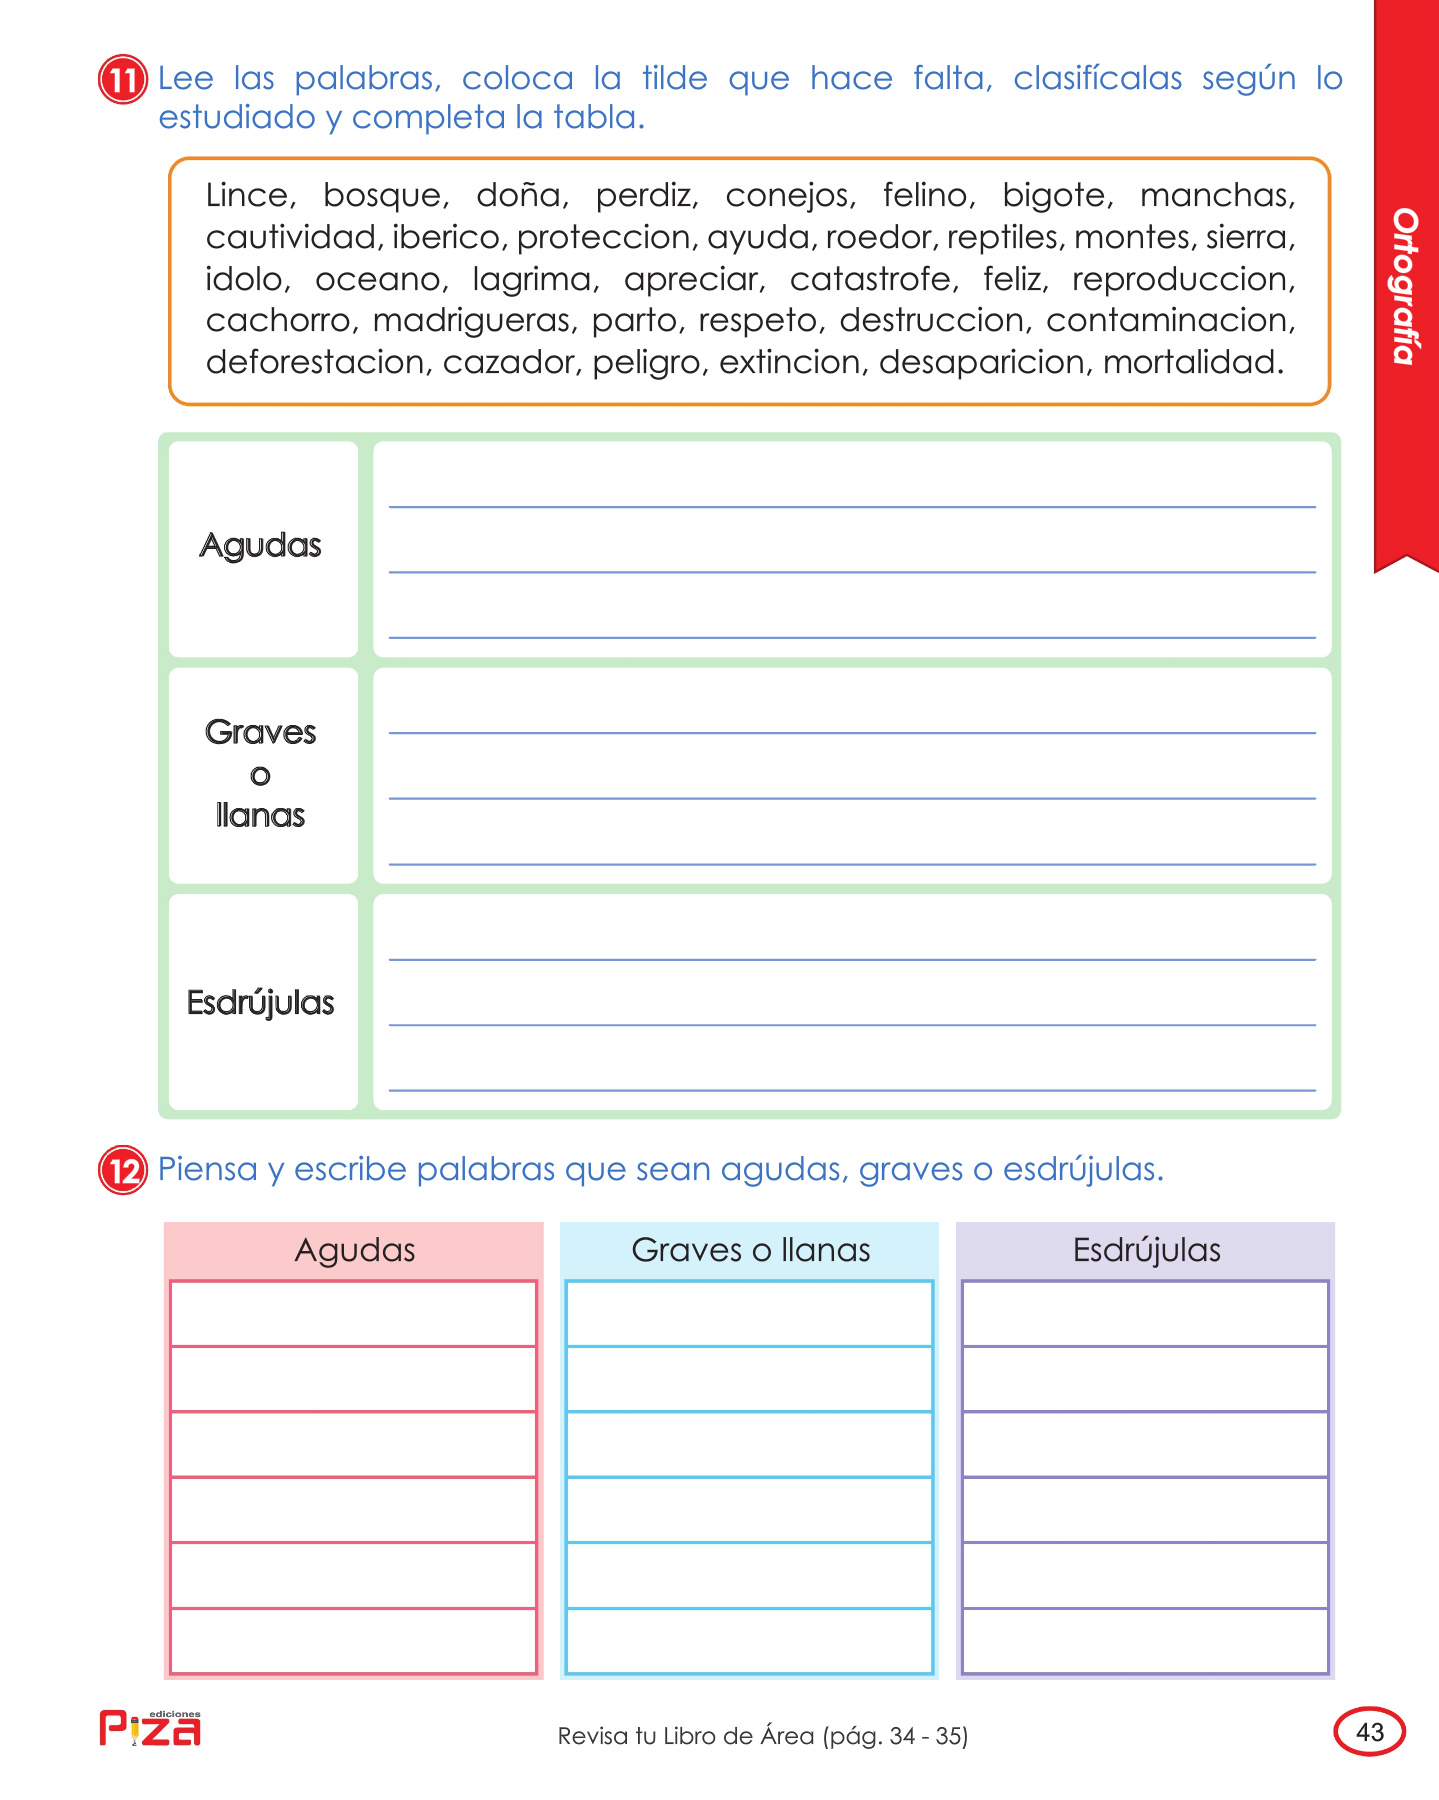 11 Lee las palabras, coloca la tilde que hace falta, clasifícalas según lo
estudiado y completa la tabla.
Lince, bosque, doña, perdiz, conejos, felino, bigote, manchas,
cautividad, iberico, proteccion, ayuda, roedor, reptiles, montes, sierra,
idolo, oceano, lagrima, apreciar, catastrofe, feliz, reproduccion,
cachorro, madrigueras, parto, respeto, destruccion, contaminacion,
deforestacion, cazador, peligro, extincion, desaparicion, mortalidad.
Ortografía
Agudas
Graves
o
llanas
Esdrújulas
12 Piensa y escribe palabras que sean agudas, graves o esdrújulas.
Agudas Graves o llanas Esdrújulas
ediciones
Piza
Revisa tu Libro de Área (pág. 34 - 35)
43